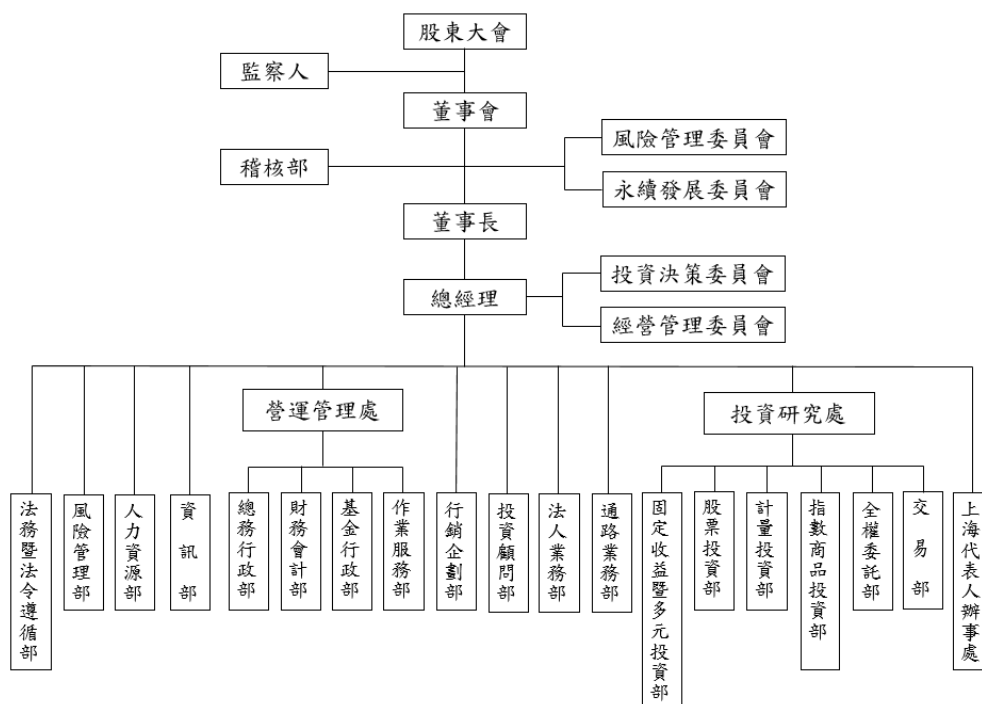 股東大會
監察人
董事會
風險管理委員會
稽核部
永續發展委員會
董事長
投資決策委員會
總經理
經營管理委員會
營運管理處
投資研究處
法務暨法令遵循部
風險管理部
人力資源部
資訊部
總務行政部
財務會計部
基金行政部
作業服務部
行銷企劃部
投資顧問部
法人業務部
通路業務部
固定收益暨多元投資部
股票投資部
計量投資部
指數商品投資部
全權委託部
交易部
上海代表人辦事處